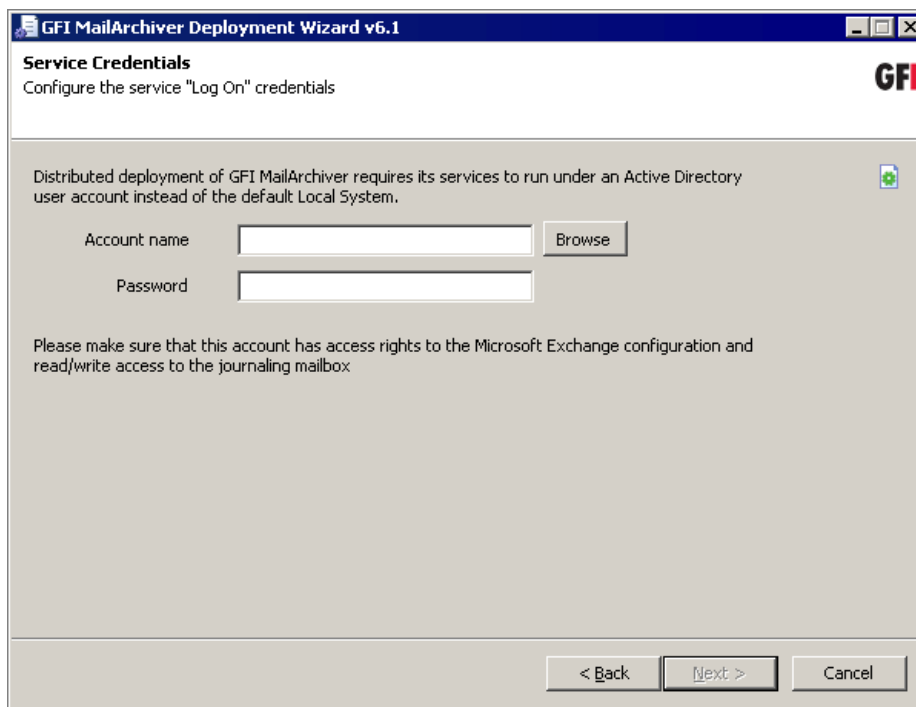 GFI MailArchiver Deployment Wizard v6.1
Service Credentials
Configure the service "Log On" credentials
GFI
Distributed deployment of GFI MailArchiver requires its services to run under an Active Directory
user account instead of the default Local System.
Account name
Browse
Password
Please make sure that this account has access rights to the Microsoft Exchange configuration and
read/write access to the journaling mailbox
< Back
Next >
Cancel